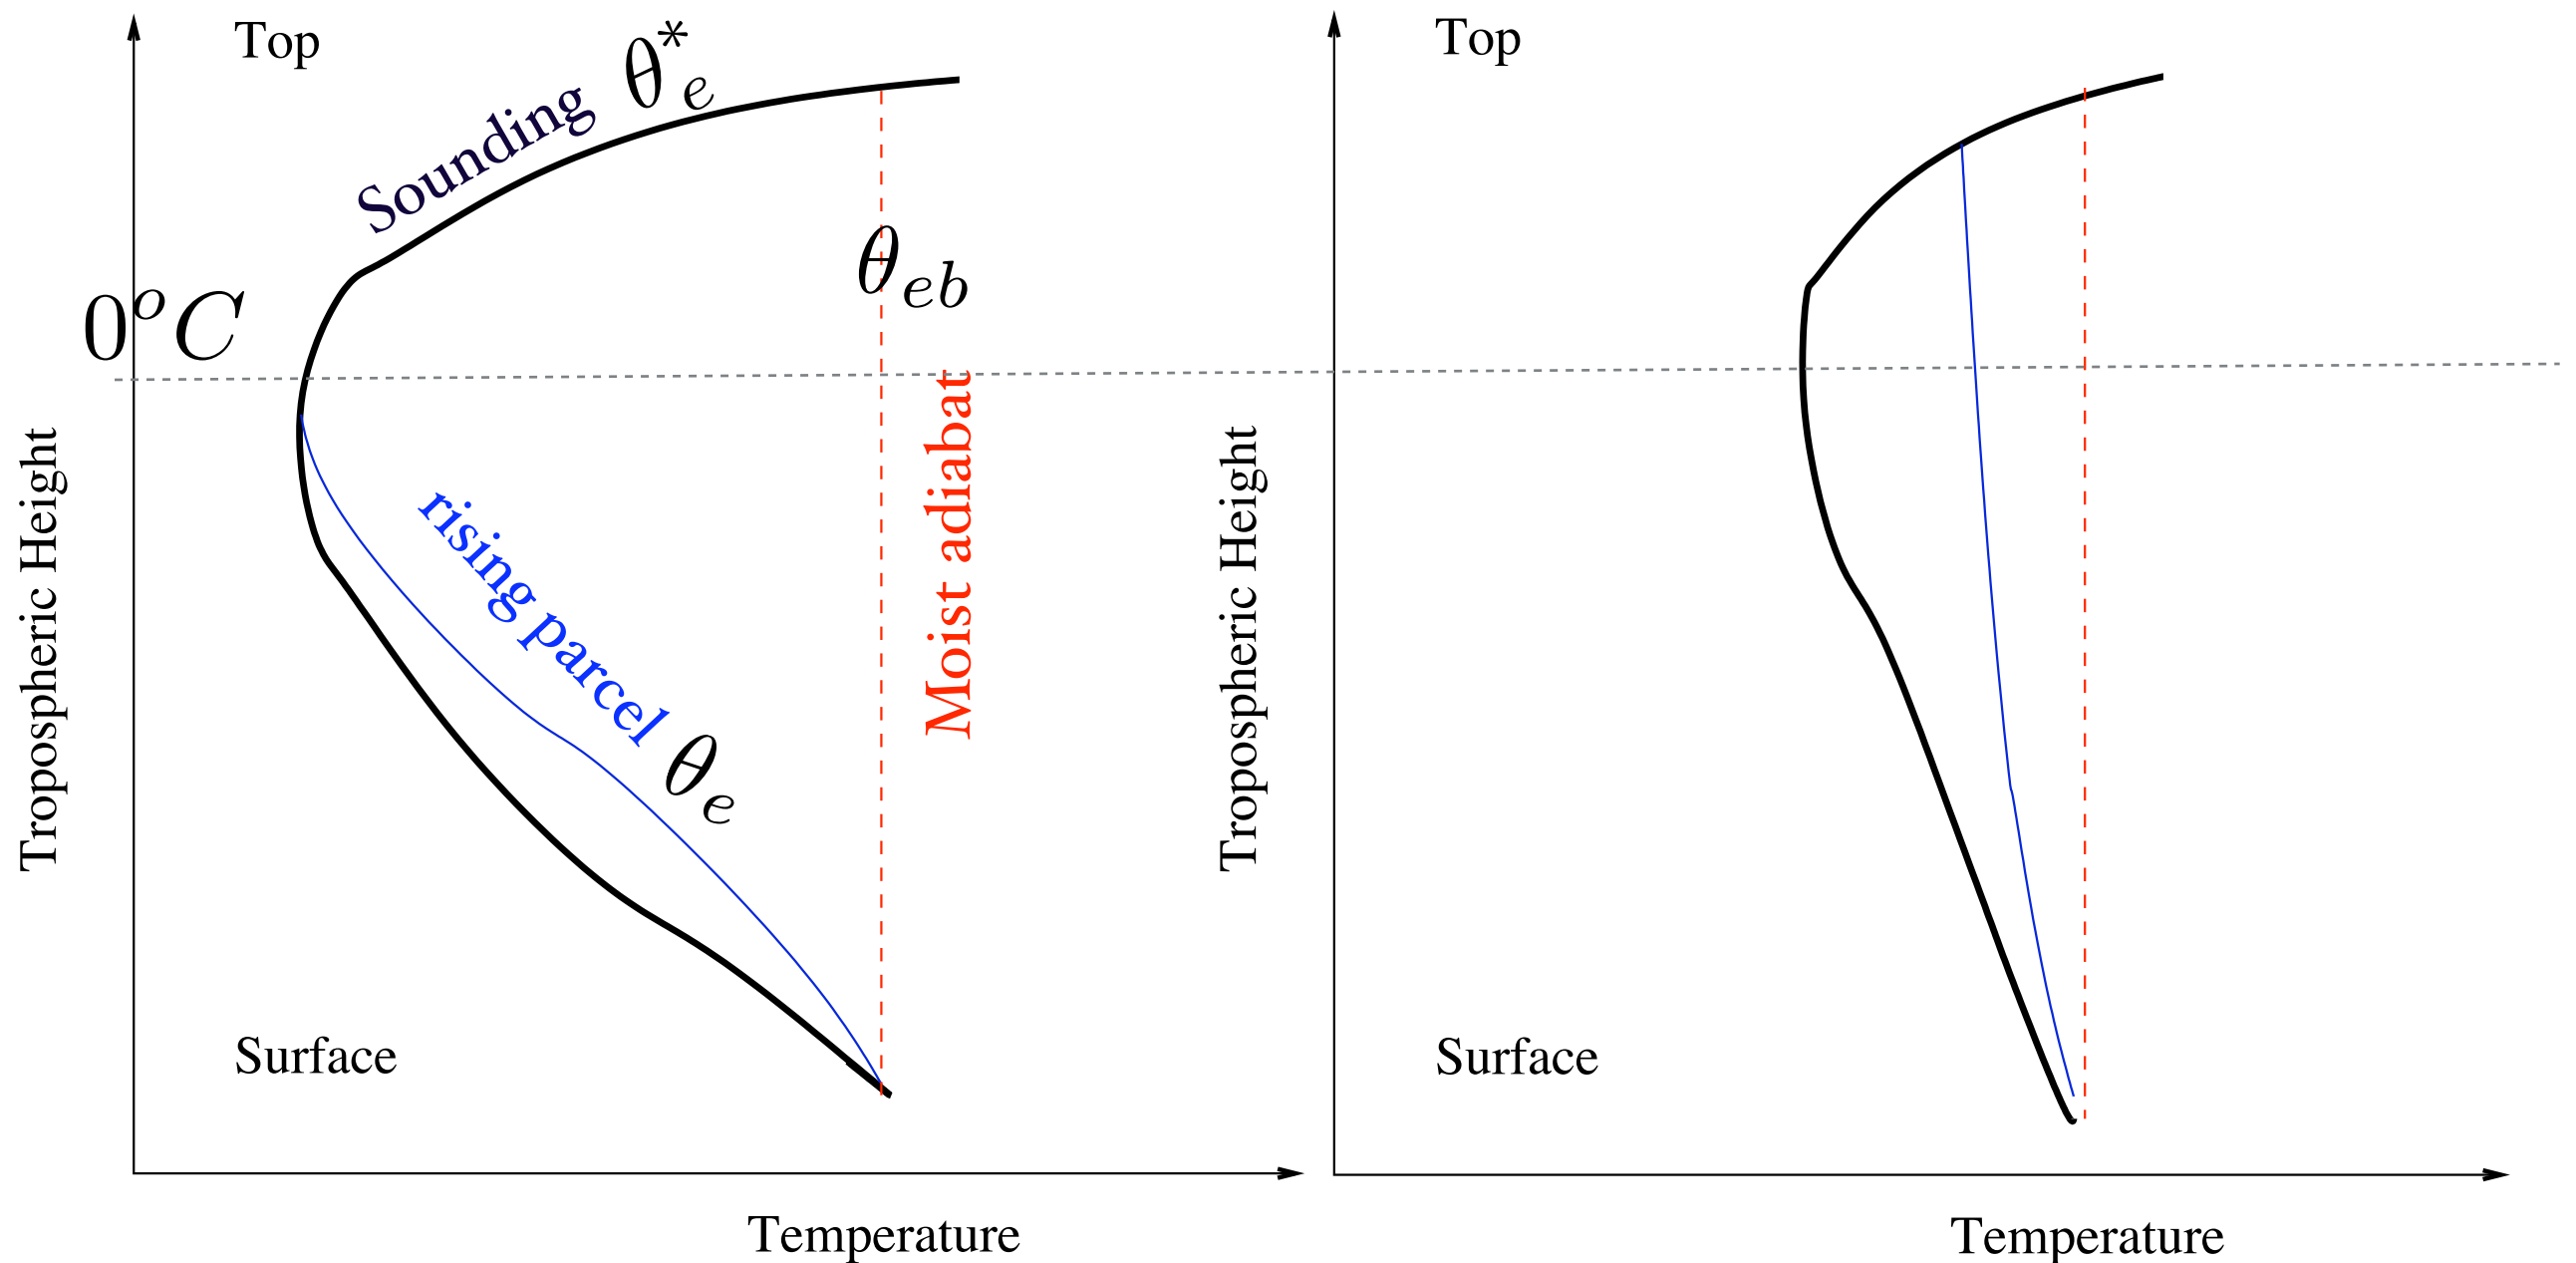 Top
Sounding θ*e
0°C
θeb
Moist adiabat
rising parcel θe
Tropospheric Height
Surface
Temperature
Top
Tropospheric Height
Surface
Temperature